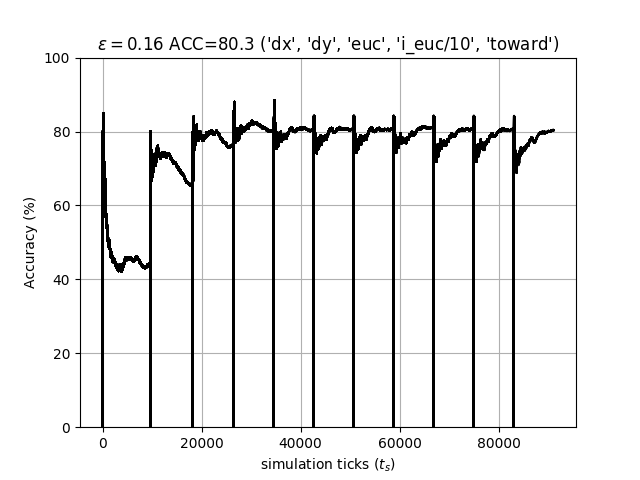 ε = 0.16 ACC=80.3 ('dx', 'dy', 'euc', 'i_euc/10', 'toward')
100
80
60
40
20
0
Accuracy (%)
0 20000 40000 60000 80000
simulation ticks (tₛ)